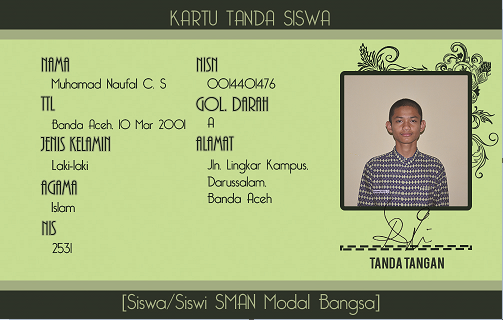 KARTU TANDA SISWA
NAMA
Muhamad Naufal C. S
TTL
Banda Aceh. 10 Mar 2001
JENIS KELAMIN
Laki-laki
AGAMA
Islam
NIS
2531
NISN
0014401476
GOL. DARAH
A
ALAMAT
Jln. Lingkar Kampus.
Darussalam.
Banda Aceh
TANDA TANGAN
[Siswa/Siswi SMAN Modal Bangsa]